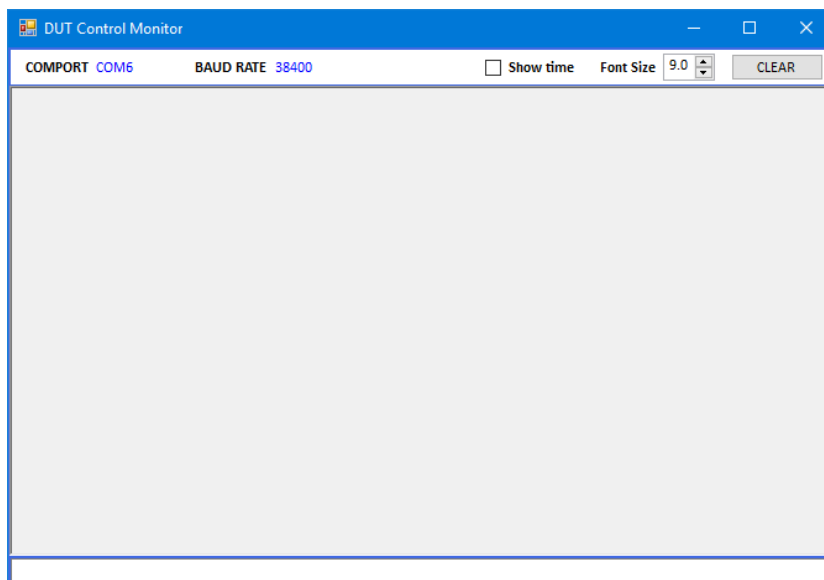 DUT Control Monitor
COMPORT COM6 BAUD RATE 38400 Show time Font Size 9.0 CLEAR